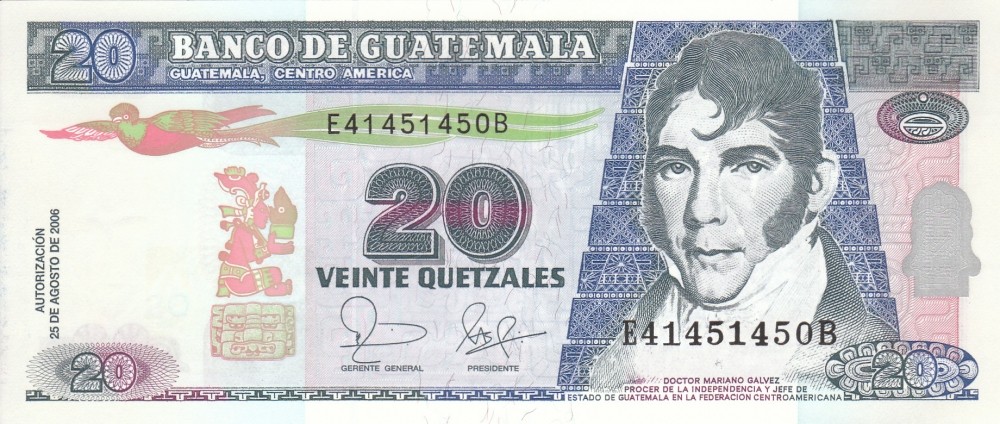 20 BANCO DE GUATEMALA
GUATEMALA, CENTRO AMERICA
E41451450B
20
VEINTE QUETZALES
AUTORIZACIÓN
25 DE AGOSTO DE 2006
GERENTE GENERAL
PRESIDENTE
E41451450B
20
20
DOCTOR MARIANO GALVEZ
PROCER DE LA INDEPENDENCIA Y JEFE DE
ESTADO DE GUATEMALA EN LA FEDERACION CENTROAMERICANA